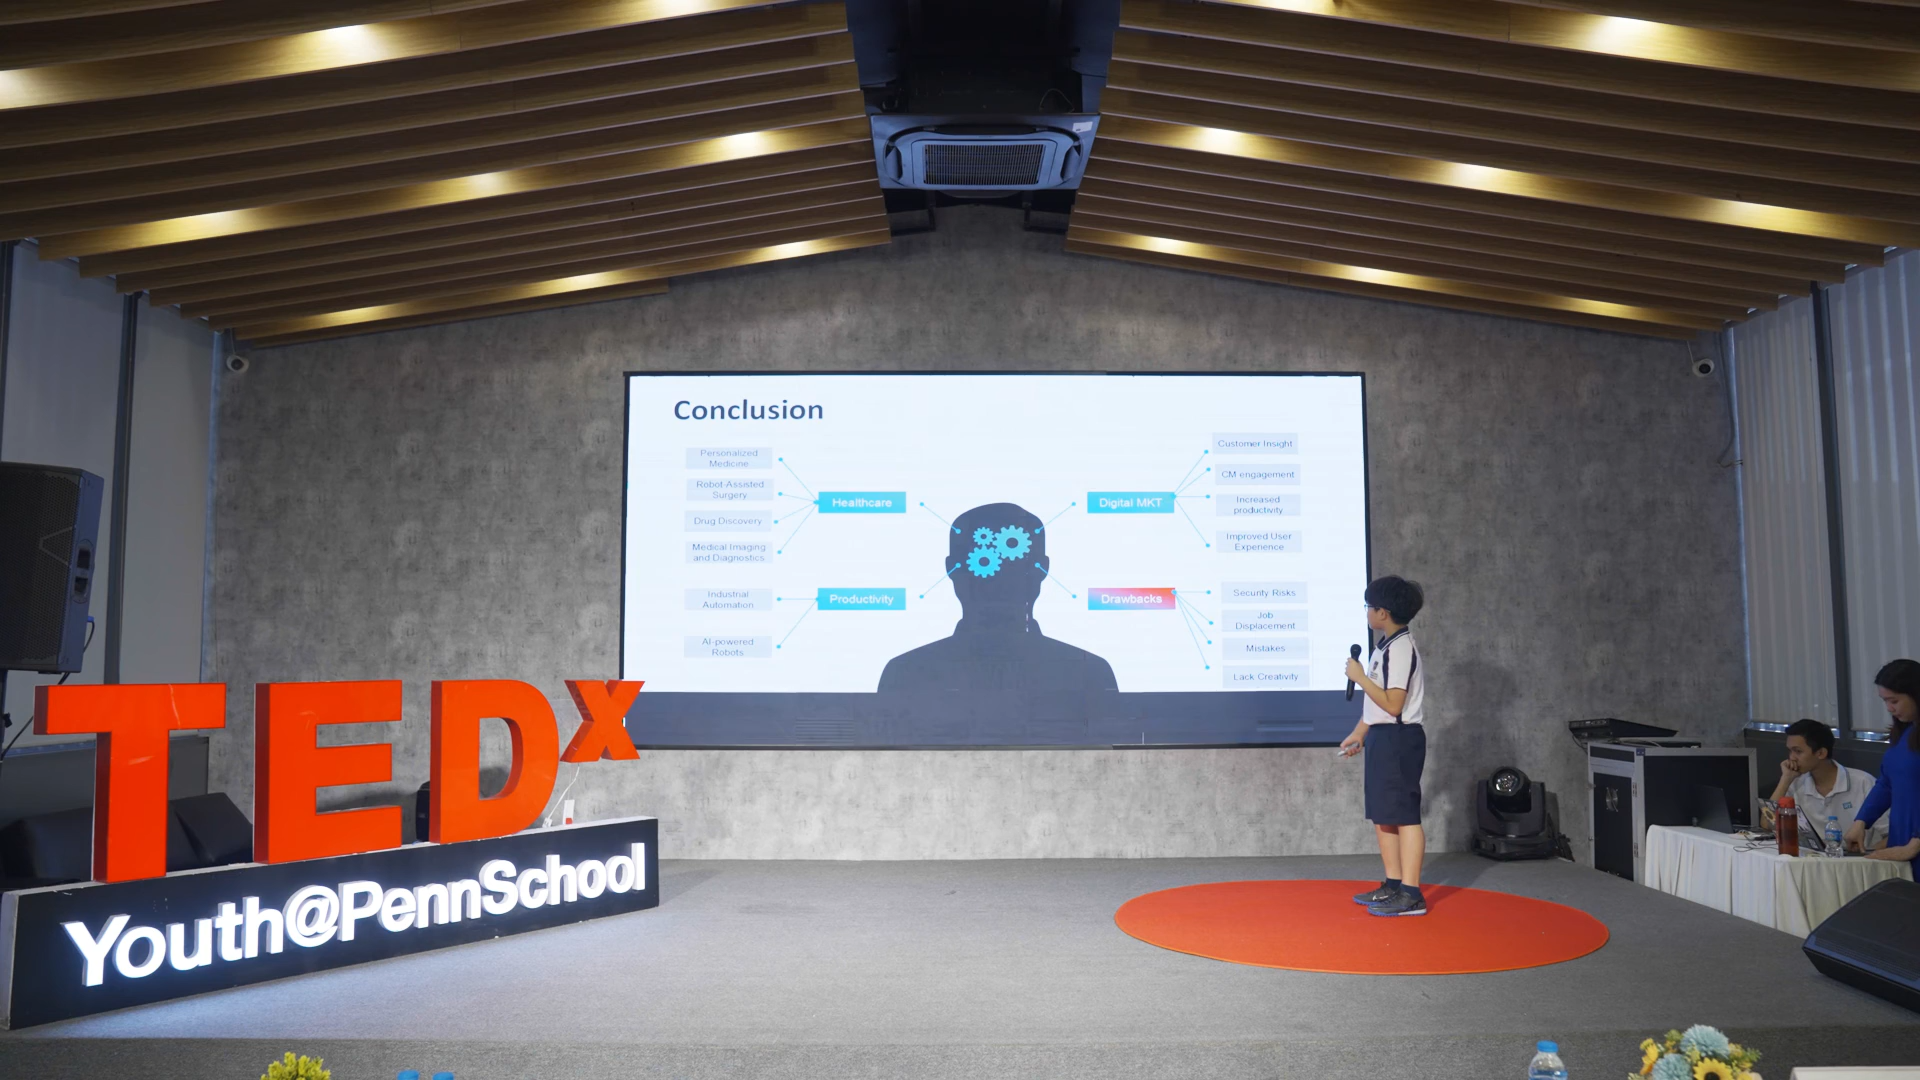 Conclusion
Personalized
Medicine
Robot-Assisted
Surgery
Drug Discovery
Medical Imaging
and Diagnostics
Healthcare
Industrial
Automation
AI-powered
Robots
Productivity
Digital MKT
Customer Insight
CM engagement
Increased
productivity
Improved User
Experience
Drawbacks
Security Risks
Job
Displacement
Mistakes
Lack Creativity
TEDx
Youth@PennSchool